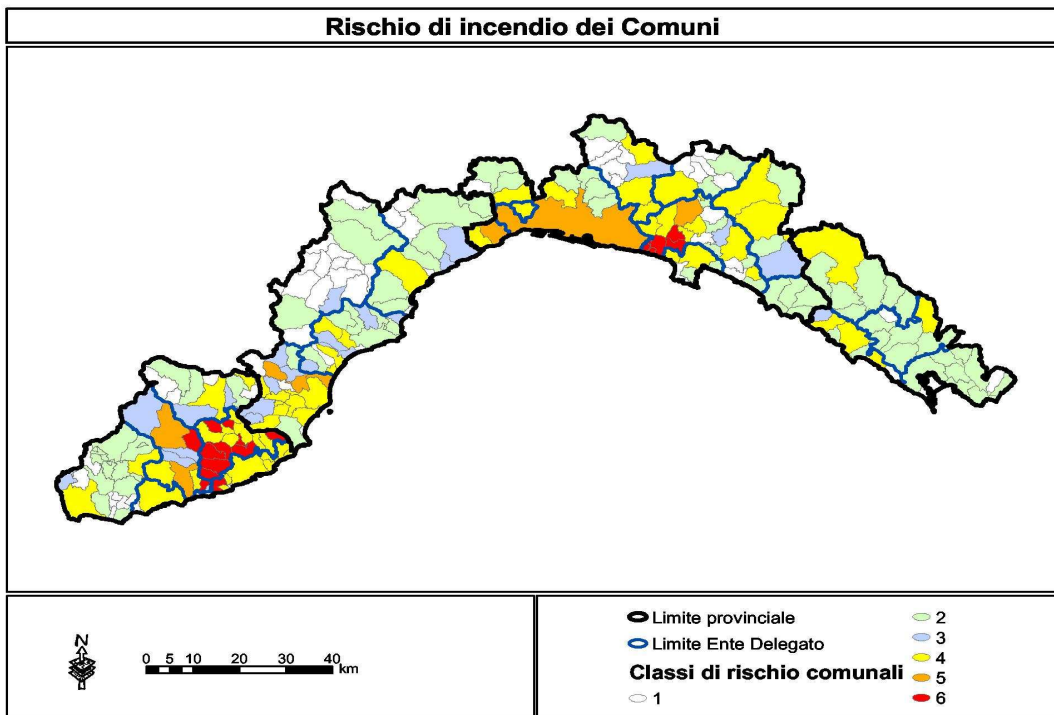 Rischio di incendio dei Comuni
N
0 5 10 20 30 40
km
Limite provinciale
Limite Ente Delegato
Classi di rischio comunali
1
2
3
4
5
6